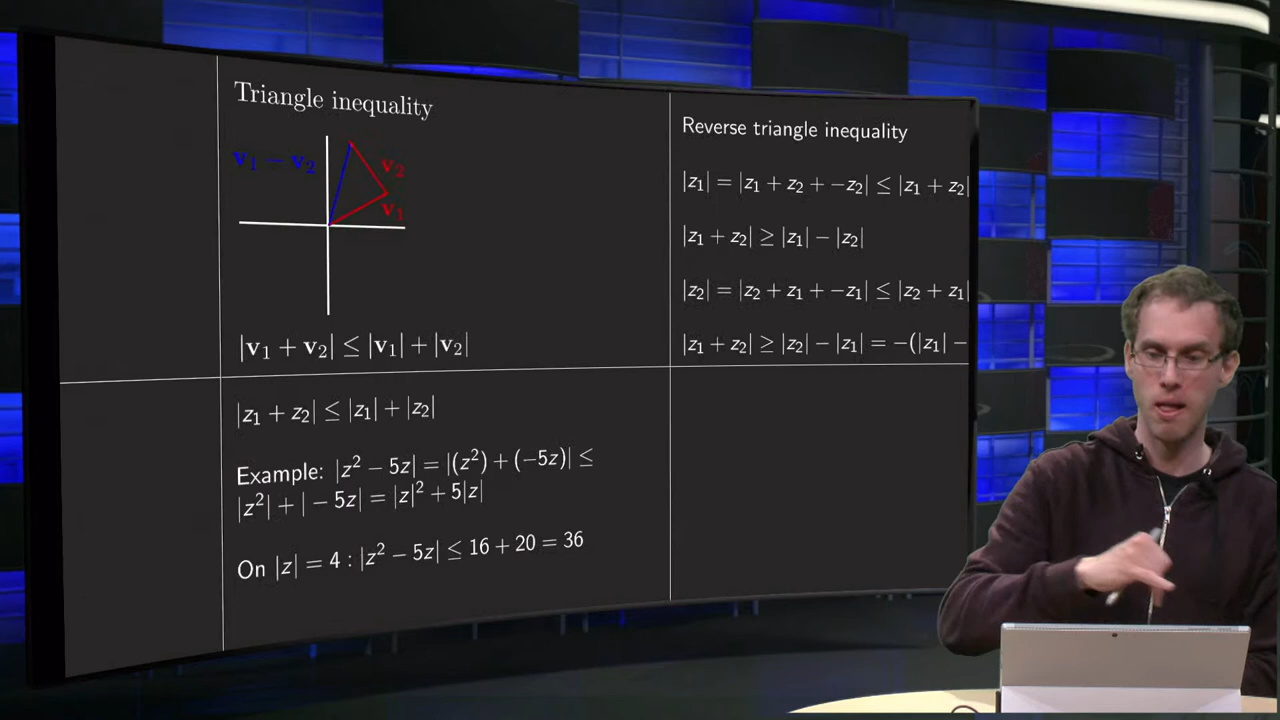 Triangle inequality
v₁ − v₂
v₂
v₁
|v₁ + v₂| ≤ |v₁| + |v₂|
|z₁ + z₂| ≤ |z₁| + |z₂|
Example: |z² − 5z| = |(z²) + (−5z)| ≤
|z²| + | − 5z| = |z|² + 5|z|
On |z| = 4 : |z² − 5z| ≤ 16 + 20 = 36
Reverse triangle inequality
|z₁| = |z₁ + z₂ + −z₂| ≤ |z₁ + z₂|
|z₁ + z₂| ≥ |z₁| − |z₂|
|z₂| = |z₂ + z₁ + −z₁| ≤ |z₂ + z₁|
|z₁ + z₂| ≥ |z₂| − |z₁| = −(|z₁| −